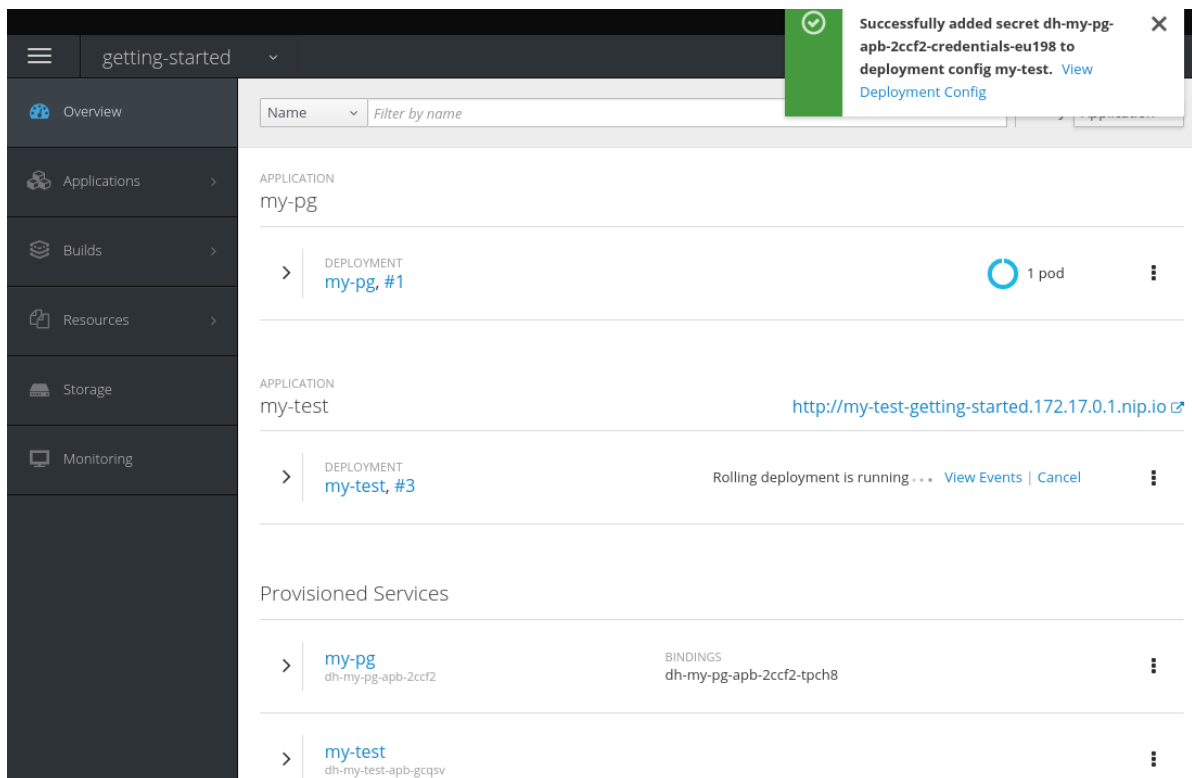 Successfully added secret dh-my-pg-
apb-2ccf2-credentials-eu198 to
deployment config my-test. View
Deployment Config
getting-started
Overview
Applications
Builds
Resources
Storage
Monitoring
Name
Filter by name
APPLICATION
my-pg
DEPLOYMENT
my-pg, #1
1 pod
APPLICATION
my-test
http://my-test-getting-started.172.17.0.1.nip.io
DEPLOYMENT
my-test, #3
Rolling deployment is running . . . View Events | Cancel
Provisioned Services
my-pg
dh-my-pg-apb-2ccf2
BINDINGS
dh-my-pg-apb-2ccf2-tpch8
my-test
dh-my-test-apb-gcqsv